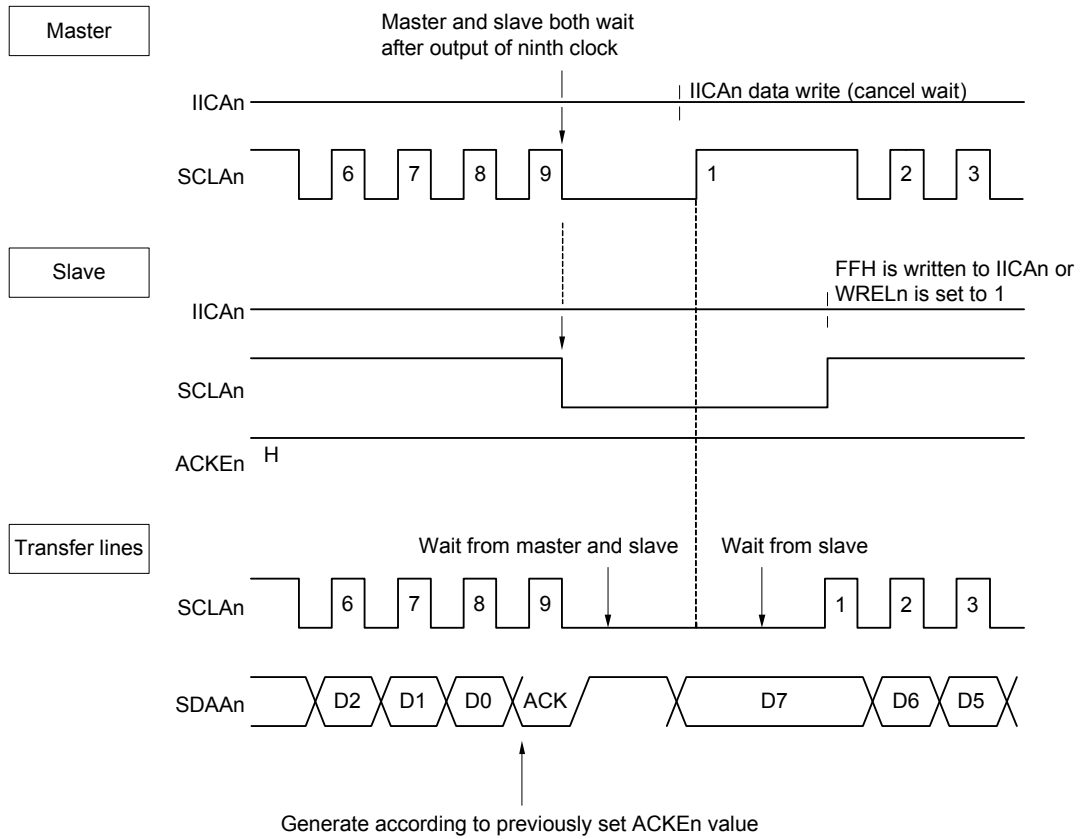 Master
Master and slave both wait
after output of ninth clock
IICAn
IICAn data write (cancel wait)
SCLAn
6 7 8 9 1 2 3
Slave
FFH is written to IICAn or
WRELn is set to 1
IICAn
SCLAn
ACKEn
H
Transfer lines
Wait from master and slave
Wait from slave
SCLAn
6 7 8 9 1 2 3
SDAAn
D2 D1 D0 ACK D7 D6 D5
Generate according to previously set ACKEn value